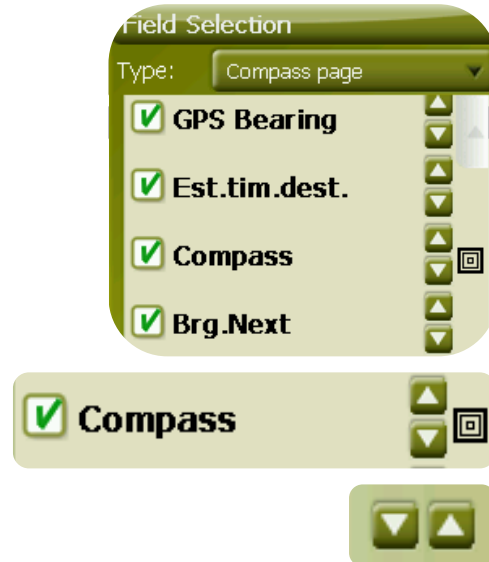 Field Selection
Type: Compass page
GPS Bearing
Est.tim.dest.
Compass
Brg.Next
Compass